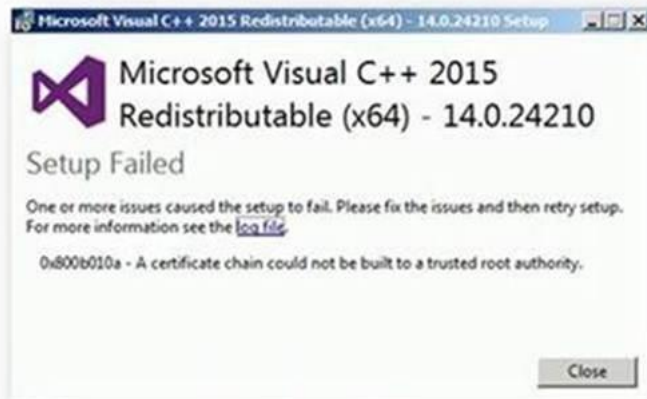 Microsoft Visual C++ 2015 Redistributable (x64) - 14.0.24210 Setup
Microsoft Visual C++ 2015
Redistributable (x64) - 14.0.24210
Setup Failed
One or more issues caused the setup to fail. Please fix the issues and then retry setup.
For more information see the log file.
0x800b010a - A certificate chain could not be built to a trusted root authority.
Close